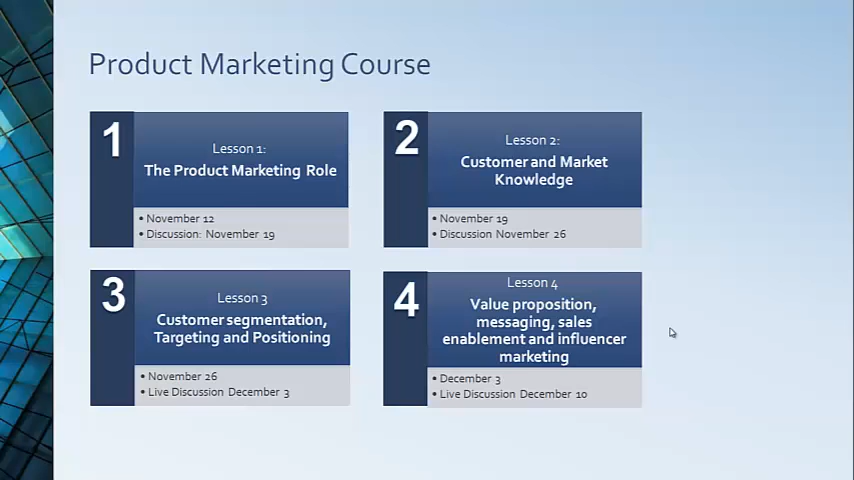 Product Marketing Course
1
Lesson 1:
The Product Marketing Role
• November 12
• Discussion: November 19
2
Lesson 2:
Customer and Market
Knowledge
• November 19
• Discussion November 26
3
Lesson 3
Customer segmentation,
Targeting and Positioning
• November 26
• Live Discussion December 3
4
Lesson 4
Value proposition,
messaging, sales
enablement and influencer
marketing
• December 3
• Live Discussion December 10